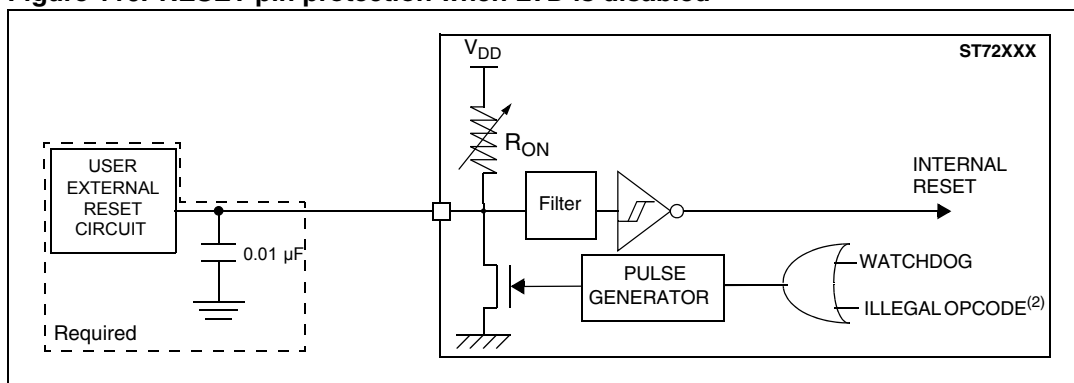 Figure RESET pin protection when LVD is disabled
VDD
ST72XXX
RON
USER
EXTERNAL
RESET
CIRCUIT
0.01 µF
Required
Filter
INTERNAL
RESET
PULSE
GENERATOR
WATCHDOG
ILLEGAL OPCODE(2)